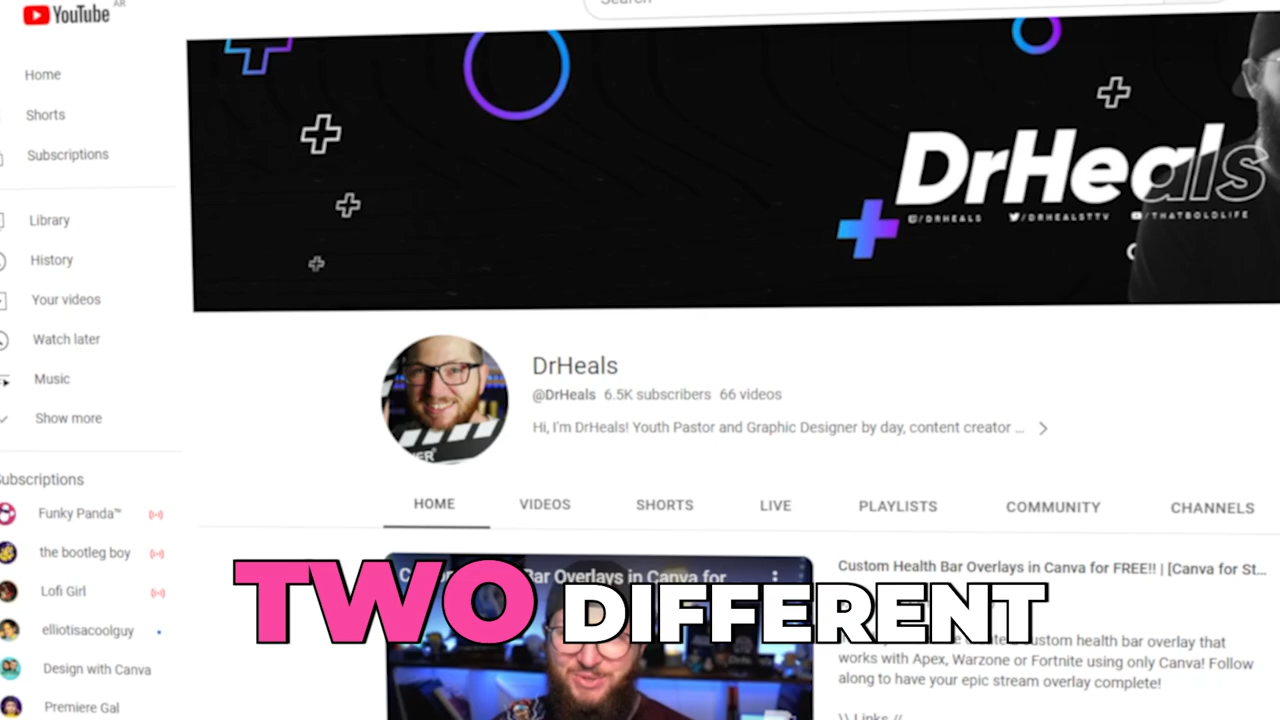 YouTube AR
Search
DrHeals
/DRHEALS /DRHEALSTTV /THATBOLDLIFE
Home
Shorts
Subscriptions
Library
History
Your videos
Watch later
Music
Show more
Subscriptions
Funky Panda™
the bootleg boy
Lofi Girl
elliotisacoolguy
Design with Canva
Premiere Gal
DrHeals
@DrHeals 6.5K subscribers 66 videos
Hi, I'm DrHeals! Youth Pastor and Graphic Designer by day, content creator ...
HOME VIDEOS SHORTS LIVE PLAYLISTS COMMUNITY CHANNELS
Bar Overlays in Canva for
TWO DIFFERENT
Custom Health Bar Overlays in Canva for FREE!! | [Canva for St...
custom health bar overlay that
works with Apex, Warzone or Fortnite using only Canva! Follow
along to have your epic stream overlay complete!
\\ Links //